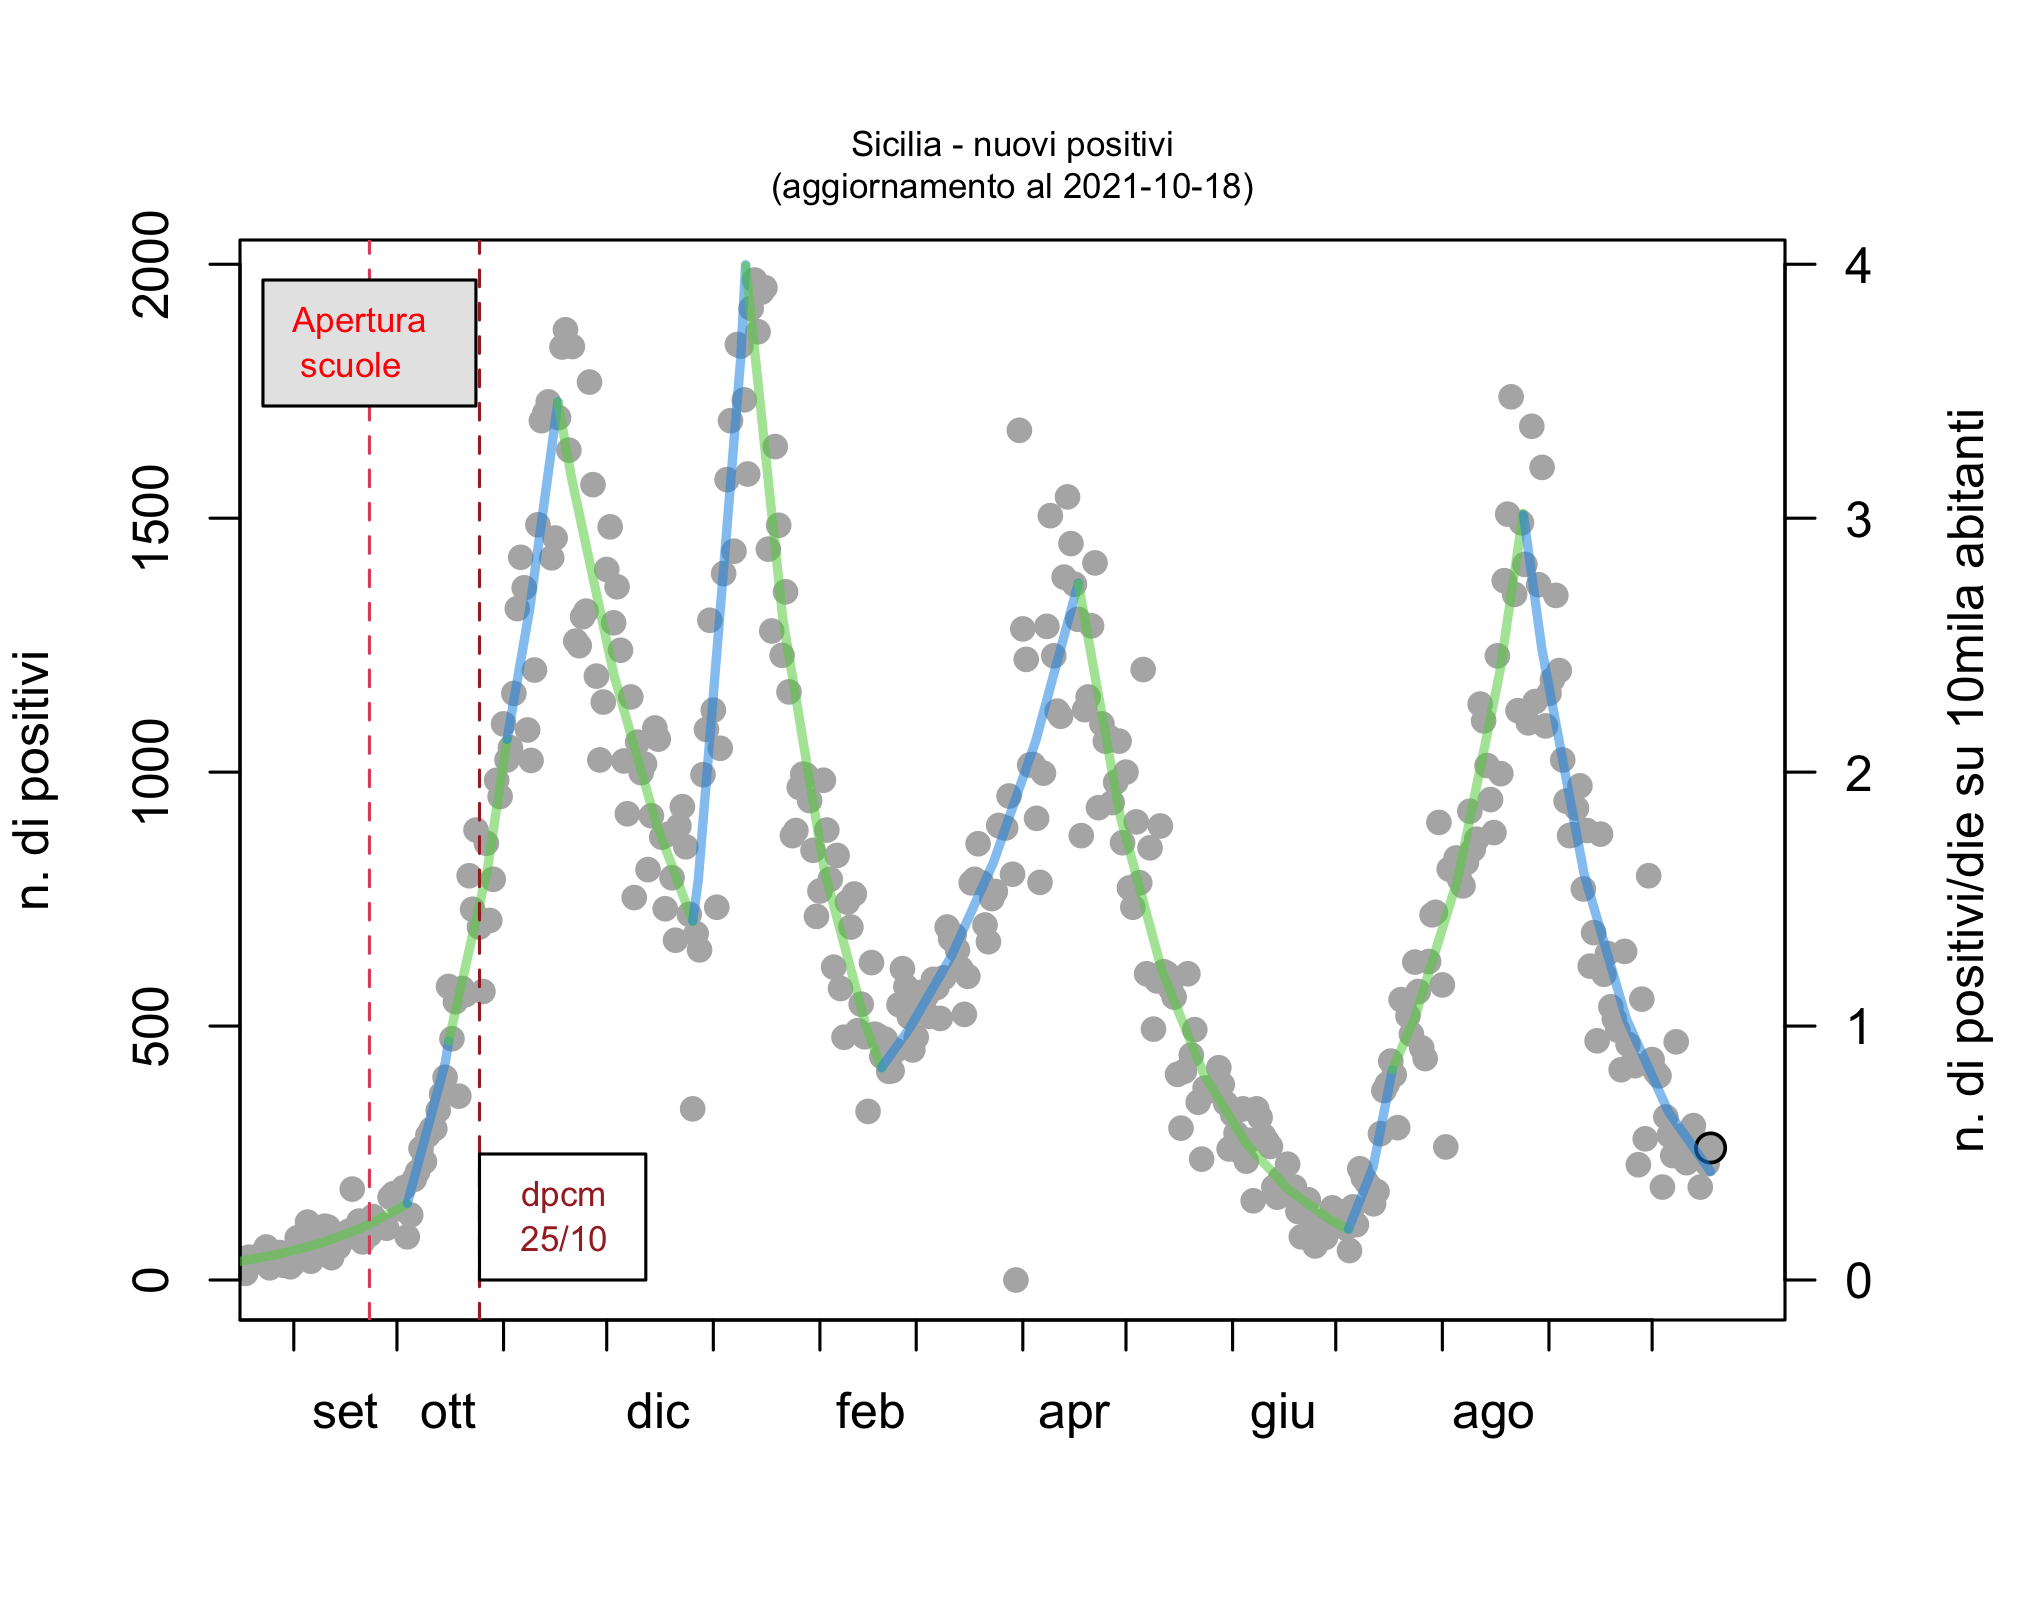 Sicilia - nuovi positivi
(aggiornamento al 2021-10-18)
n. di positivi
2000
1500
1000
500
0
Apertura
scuole
dpcm
25/10
4
3
2
1
0
n. di positivi/die su 10mila abitanti
set ott dic feb apr giu ago